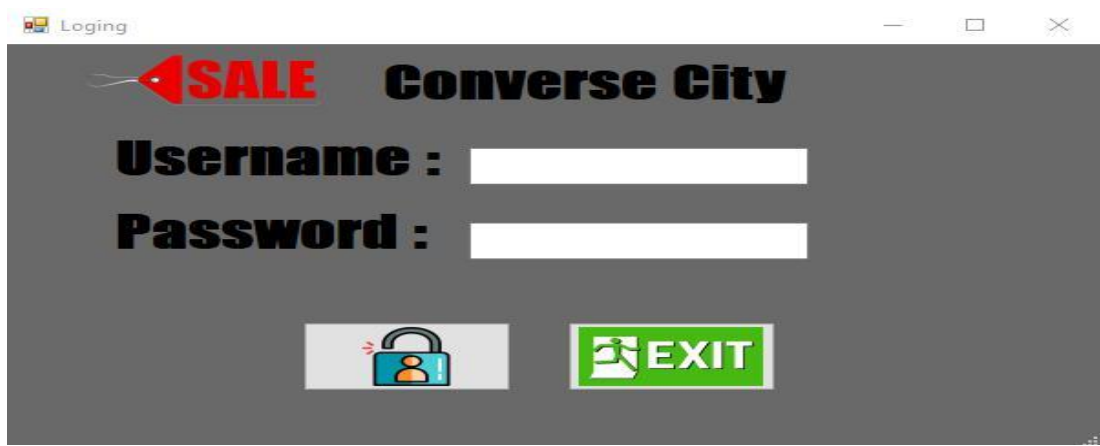 Loging
SALE Converse City
Username :
Password :
EXIT